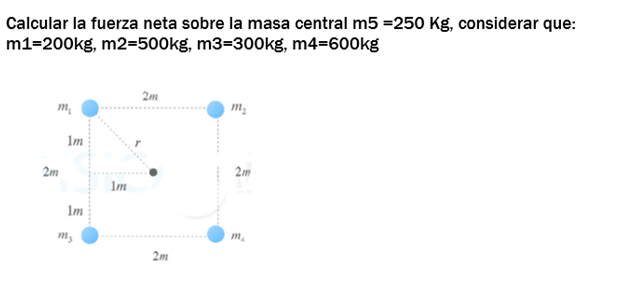 Calcular la fuerza neta sobre la masa central m5 =250 Kg, considerar que:
m1=200kg, m2=500kg, m3=300kg, m4=600kg
2m
m₁ m₂
1m r
2m 2m
1m
1m
m₃ m₄
2m